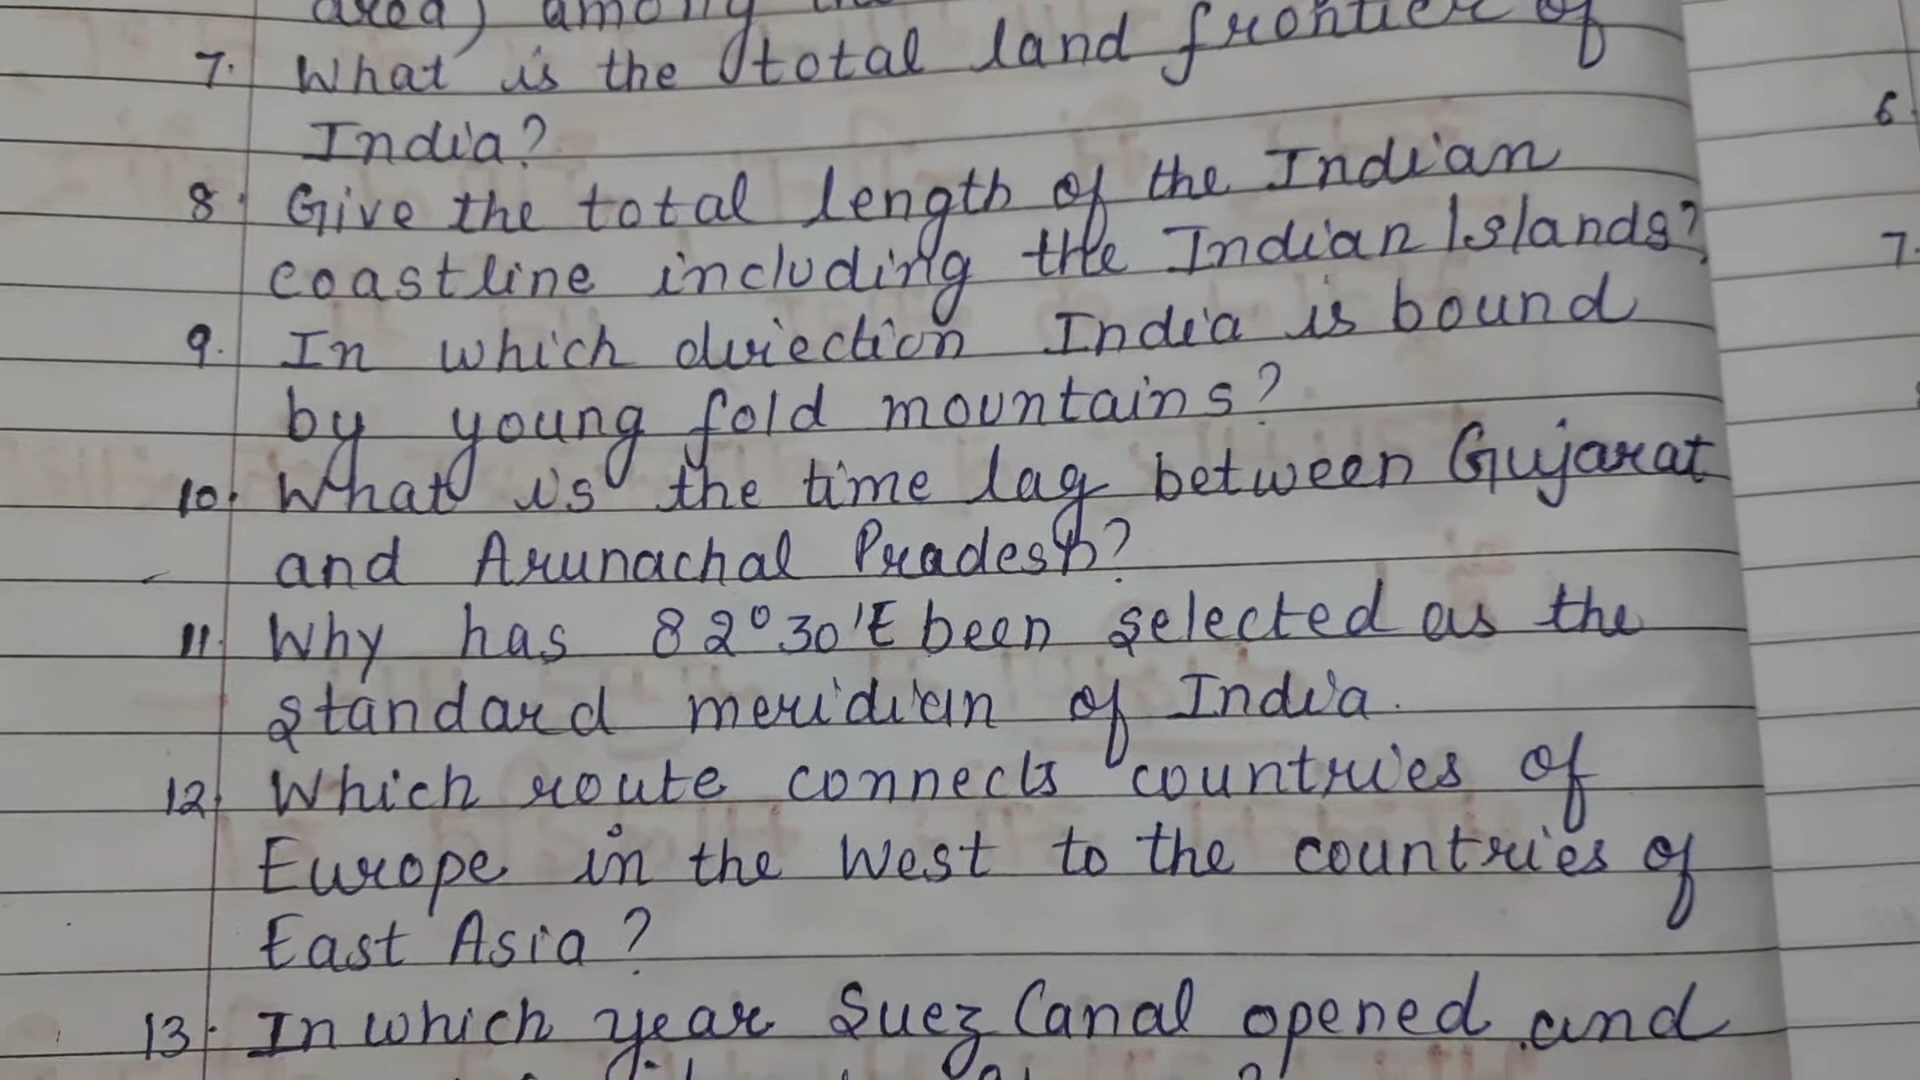 area) among
7. What is the total land frontier of
India?
8. Give the total length of the Indian
coastline including the Indian Islands?
9. In which direction India is bound
by young fold mountains?
10. What is the time lag between Gujarat
and Arunachal Pradesh?
11. Why has 82°30'E been selected as the
standard meridian of India.
12. Which route connects countries of
Europe in the West to the countries of
East Asia?
13. In which year Suez Canal opened and
6.
7.